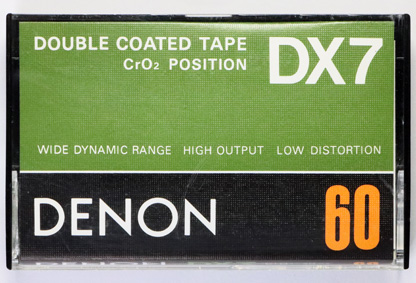 DOUBLE COATED TAPE DX7
CrO₂ POSITION
WIDE DYNAMIC RANGE HIGH OUTPUT LOW DISTORTION
DENON 60